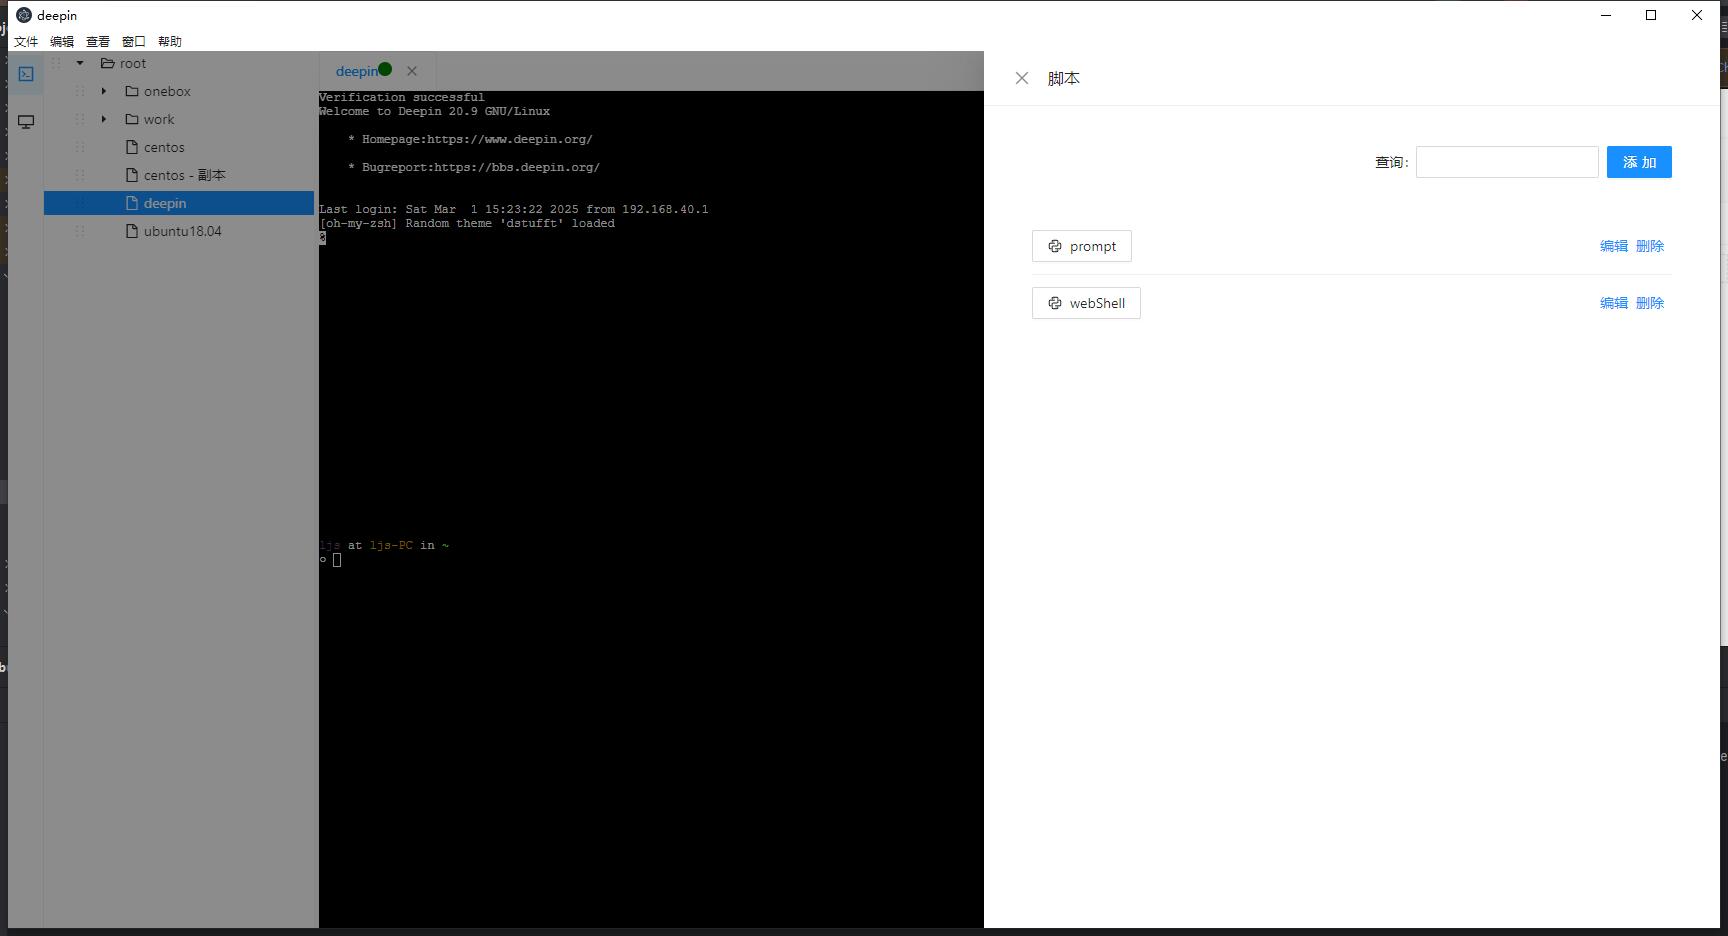 deepin
文件 编辑 查看 窗口 帮助
root
onebox
work
centos
centos - 副本
deepin
ubuntu18.04
deepin
Verification successful
Welcome to Deepin 20.9 GNU/Linux
* Homepage:https://www.deepin.org/
* Bugreport:https://bbs.deepin.org/
Last login: Sat Mar  1 15:23:22 2025 from 192.168.40.1
[oh-my-zsh] Random theme 'dstufft' loaded
%
ljs at ljs-PC in ~
○
脚本
查询: 添 加
prompt 编辑 删除
webShell 编辑 删除